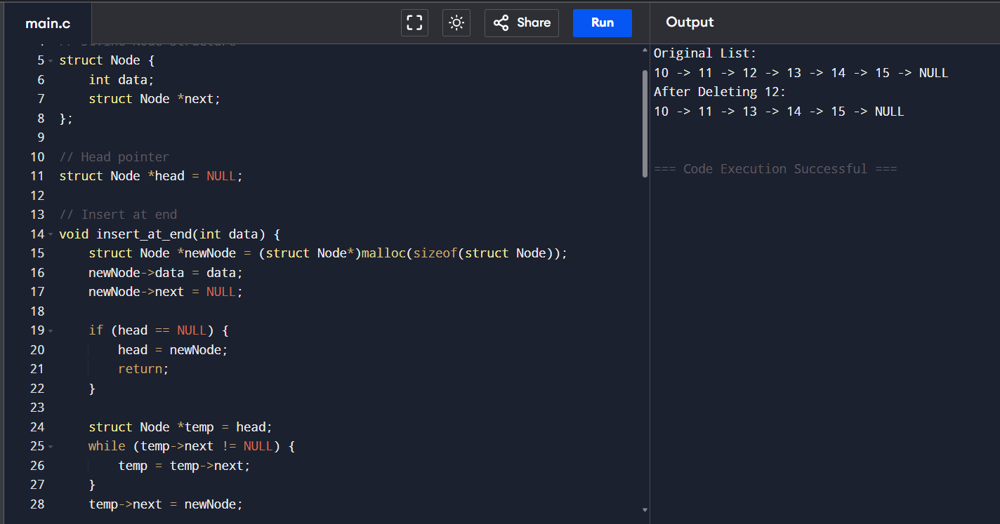 main.c
Share
Run
Output
// Define Node structure
5 struct Node {
6     int data;
7     struct Node *next;
8 };
9
10 // Head pointer
11 struct Node *head = NULL;
12
13 // Insert at end
14 void insert_at_end(int data) {
15     struct Node *newNode = (struct Node*)malloc(sizeof(struct Node));
16     newNode->data = data;
17     newNode->next = NULL;
18
19     if (head == NULL) {
20         head = newNode;
21         return;
22     }
23
24     struct Node *temp = head;
25     while (temp->next != NULL) {
26         temp = temp->next;
27     }
28     temp->next = newNode;
Original List:
10 -> 11 -> 12 -> 13 -> 14 -> 15 -> NULL
After Deleting 12:
10 -> 11 -> 13 -> 14 -> 15 -> NULL
=== Code Execution Successful ===